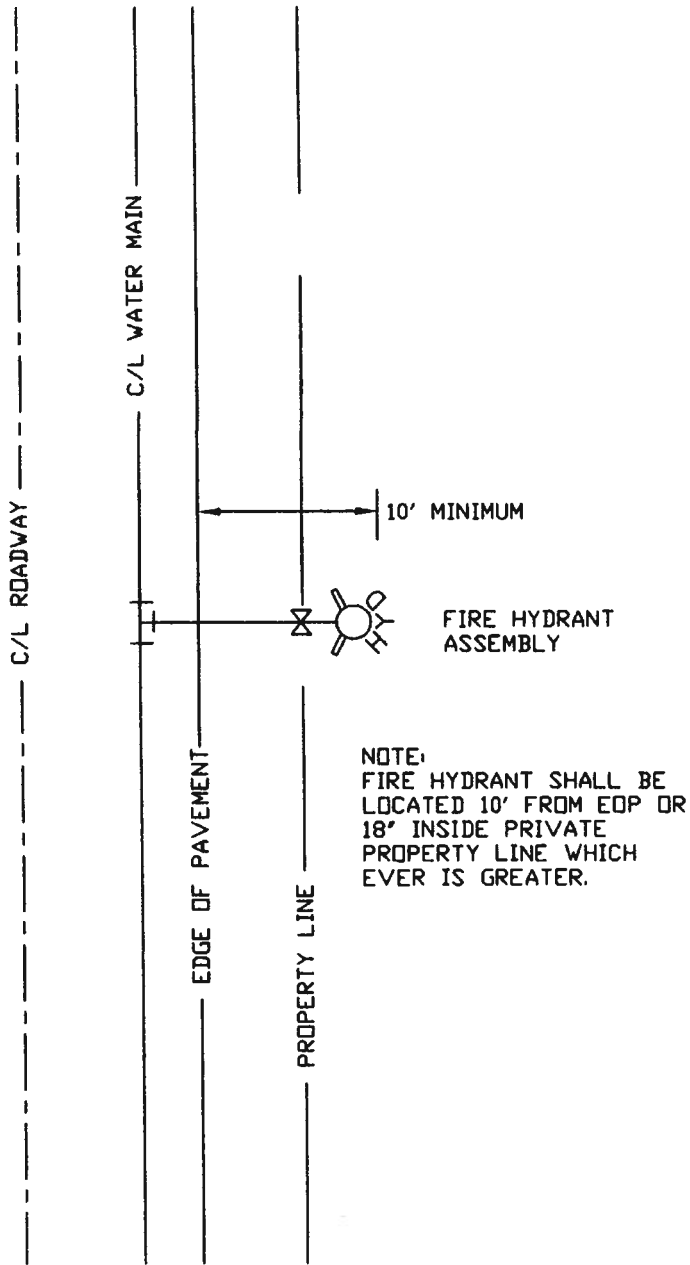 C/L ROADWAY
C/L WATER MAIN
EDGE OF PAVEMENT
PROPERTY LINE
10' MINIMUM
HYD
FIRE HYDRANT
ASSEMBLY
NOTE:
FIRE HYDRANT SHALL BE
LOCATED 10' FROM EOP OR
18" INSIDE PRIVATE
PROPERTY LINE WHICH
EVER IS GREATER.